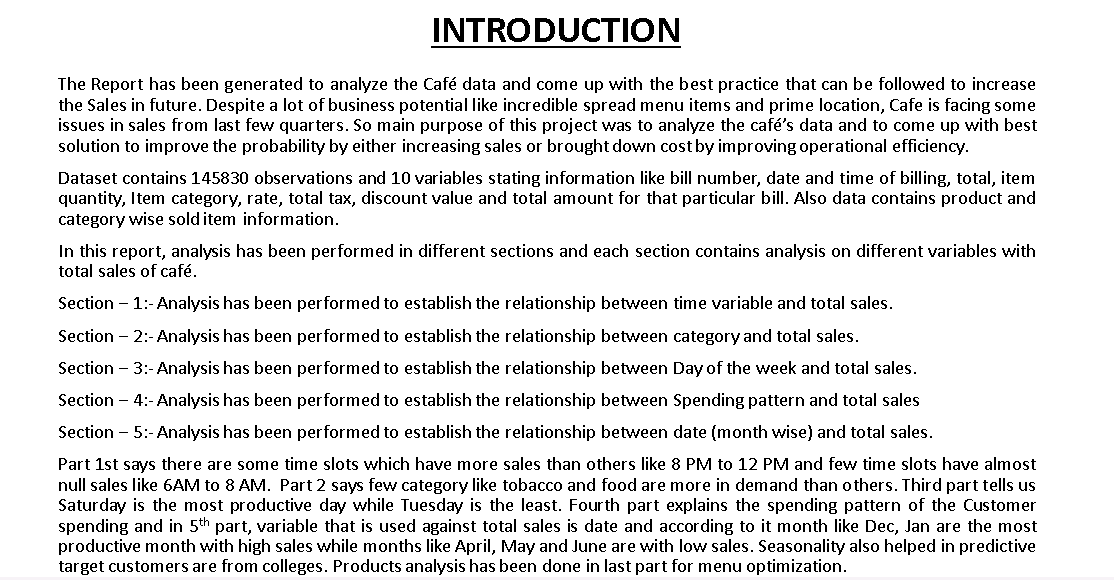 INTRODUCTION
The Report has been generated to analyze the Café data and come up with the best practice that can be followed to increase
the Sales in future. Despite a lot of business potential like incredible spread menu items and prime location, Cafe is facing some
issues in sales from last few quarters. So main purpose of this project was to analyze the café's data and to come up with best
solution to improve the probability by either increasing sales or brought down cost by improving operational efficiency.
Dataset contains 145830 observations and 10 variables stating information like bill number, date and time of billing, total, item
quantity, Item category, rate, total tax, discount value and total amount for that particular bill. Also data contains product and
category wise sold item information.
In this report, analysis has been performed in different sections and each section contains analysis on different variables with
total sales of café.
Section – 1:- Analysis has been performed to establish the relationship between time variable and total sales.
Section – 2:- Analysis has been performed to establish the relationship between category and total sales.
Section – 3:- Analysis has been performed to establish the relationship between Day of the week and total sales.
Section – 4:- Analysis has been performed to establish the relationship between Spending pattern and total sales
Section – 5:- Analysis has been performed to establish the relationship between date (month wise) and total sales.
Part 1st says there are some time slots which have more sales than others like 8 PM to 12 PM and few time slots have almost
null sales like 6AM to 8 AM. Part 2 says few category like tobacco and food are more in demand than others. Third part tells us
Saturday is the most productive day while Tuesday is the least. Fourth part explains the spending pattern of the Customer
spending and in 5th part, variable that is used against total sales is date and according to it month like Dec, Jan are the most
productive month with high sales while months like April, May and June are with low sales. Seasonality also helped in predictive
target customers are from colleges. Products analysis has been done in last part for menu optimization.